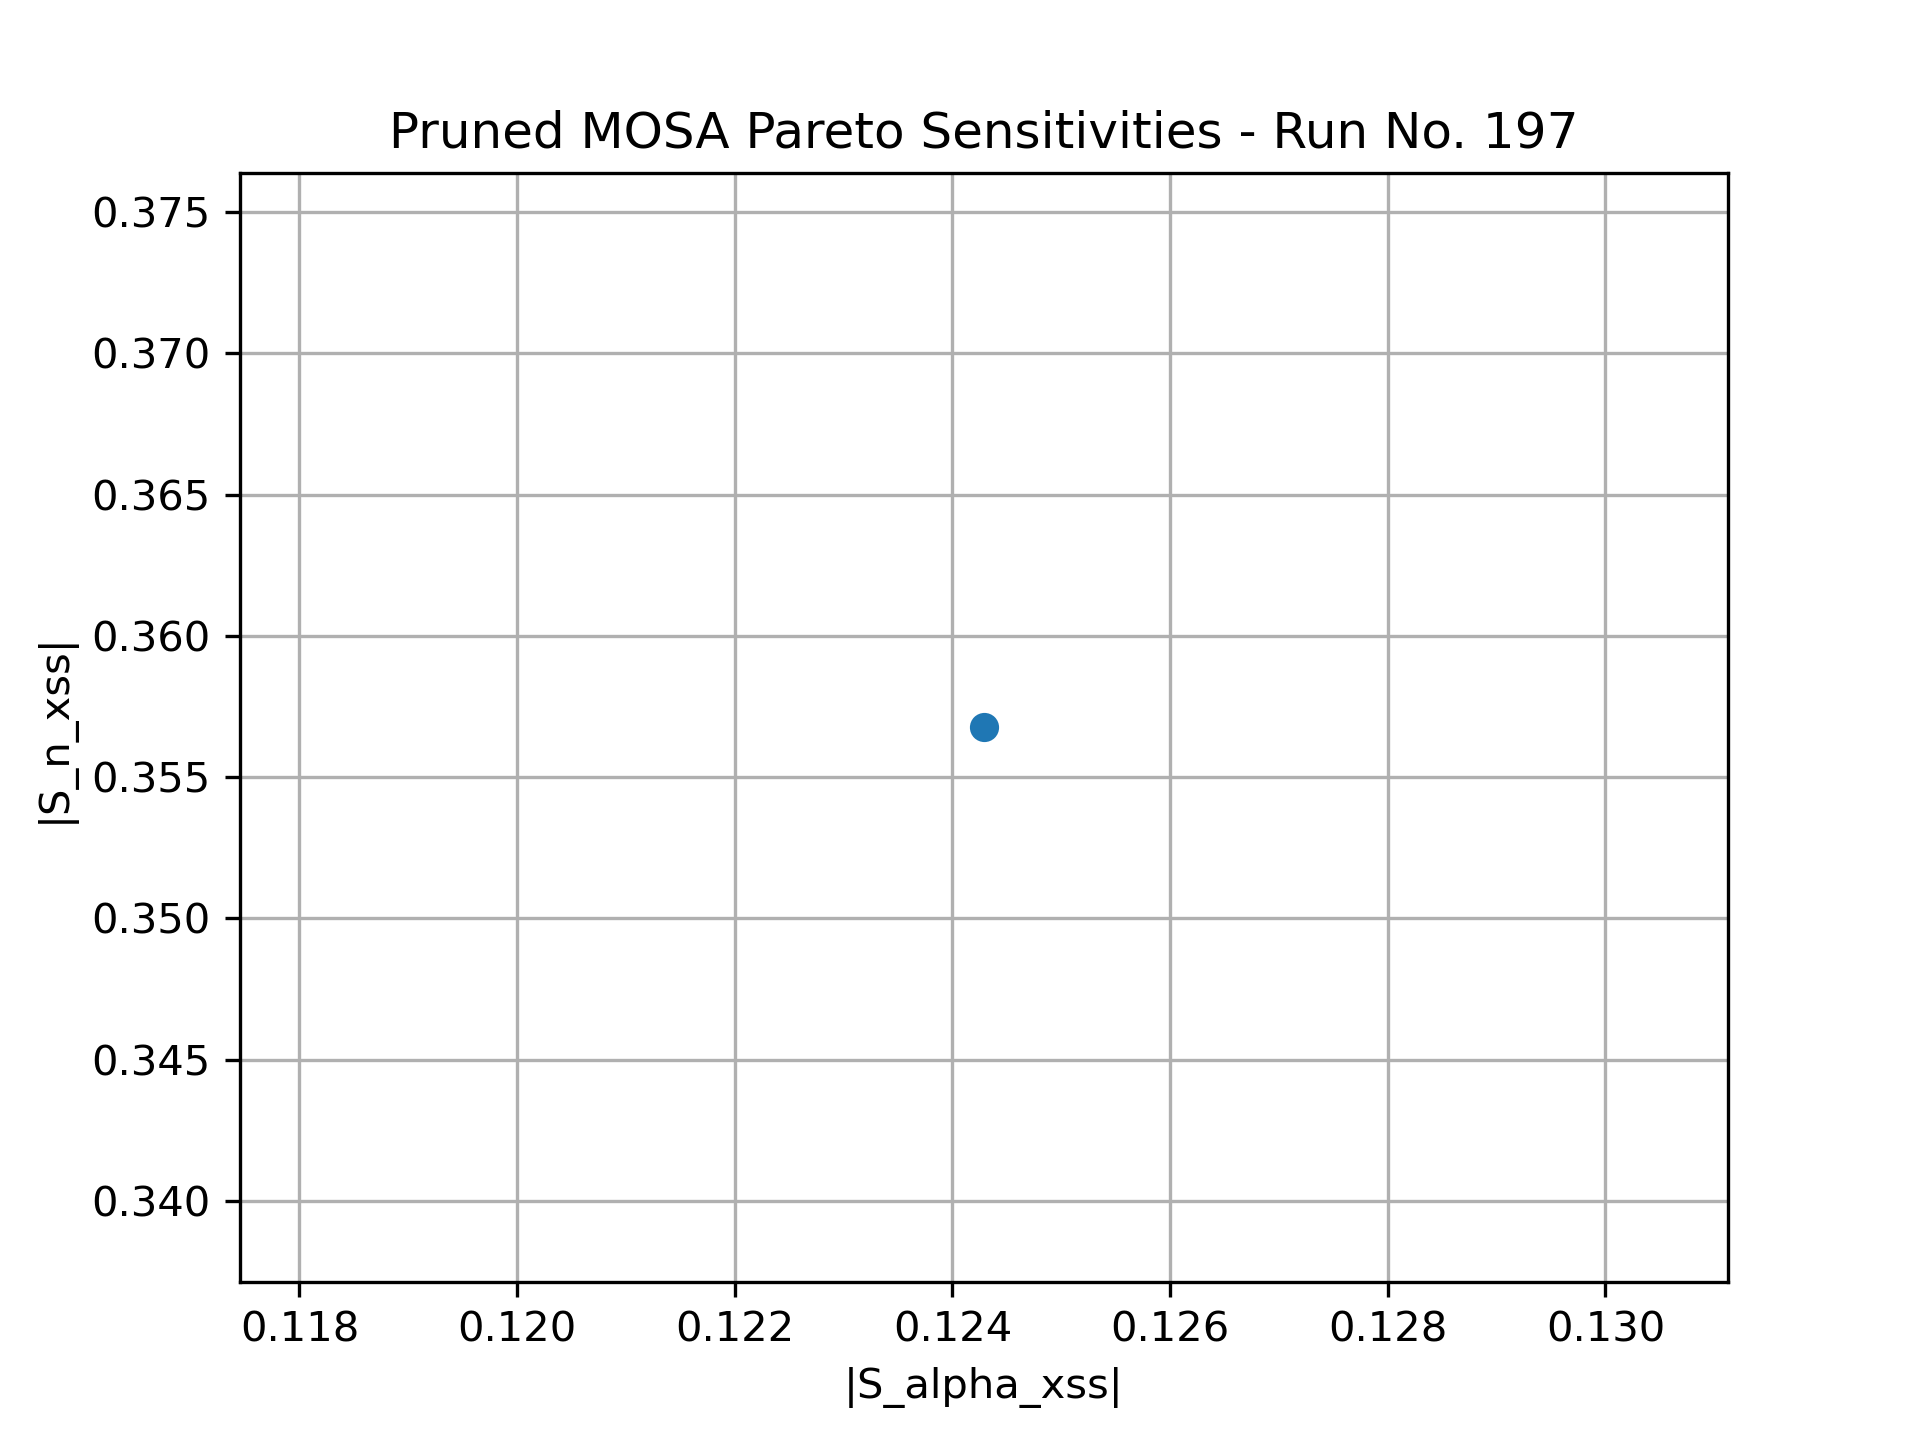 Pruned MOSA Pareto Sensitivities - Run No. 197
0.375
0.370
0.365
0.360
0.355
0.350
0.345
0.340
|S_n_xss|
0.118 0.120 0.122 0.124 0.126 0.128 0.130
|S_alpha_xss|